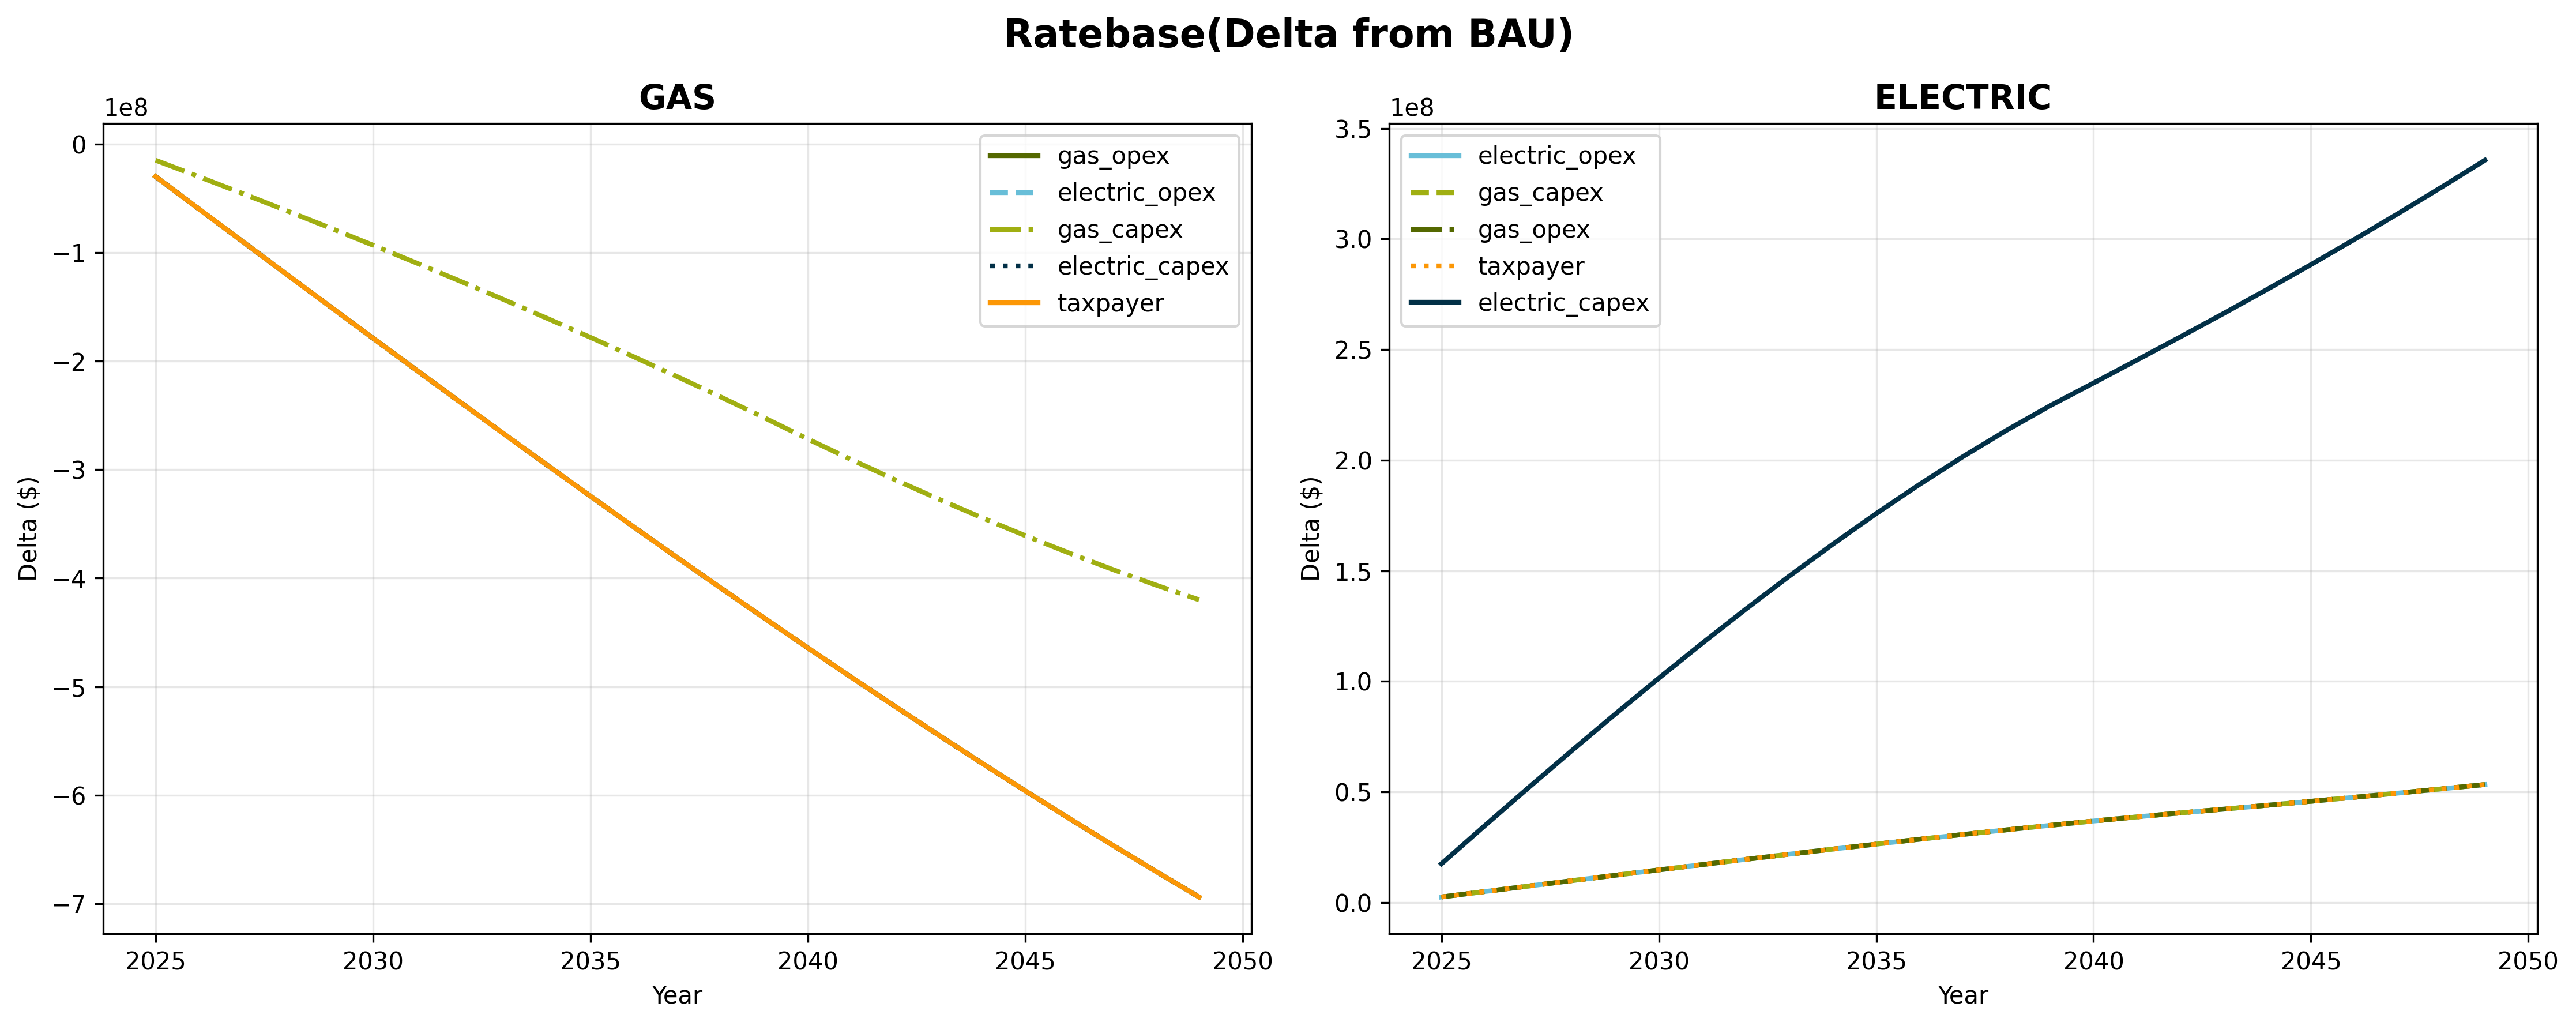 Ratebase(Delta from BAU)
GAS
1e8
0
−1
−2
−3
−4
−5
−6
−7
Delta ($)
2025 2030 2035 2040 2045 2050
Year
gas_opex
electric_opex
gas_capex
electric_capex
taxpayer
ELECTRIC
1e8
3.5
3.0
2.5
2.0
1.5
1.0
0.5
0.0
Delta ($)
2025 2030 2035 2040 2045 2050
Year
electric_opex
gas_capex
gas_opex
taxpayer
electric_capex